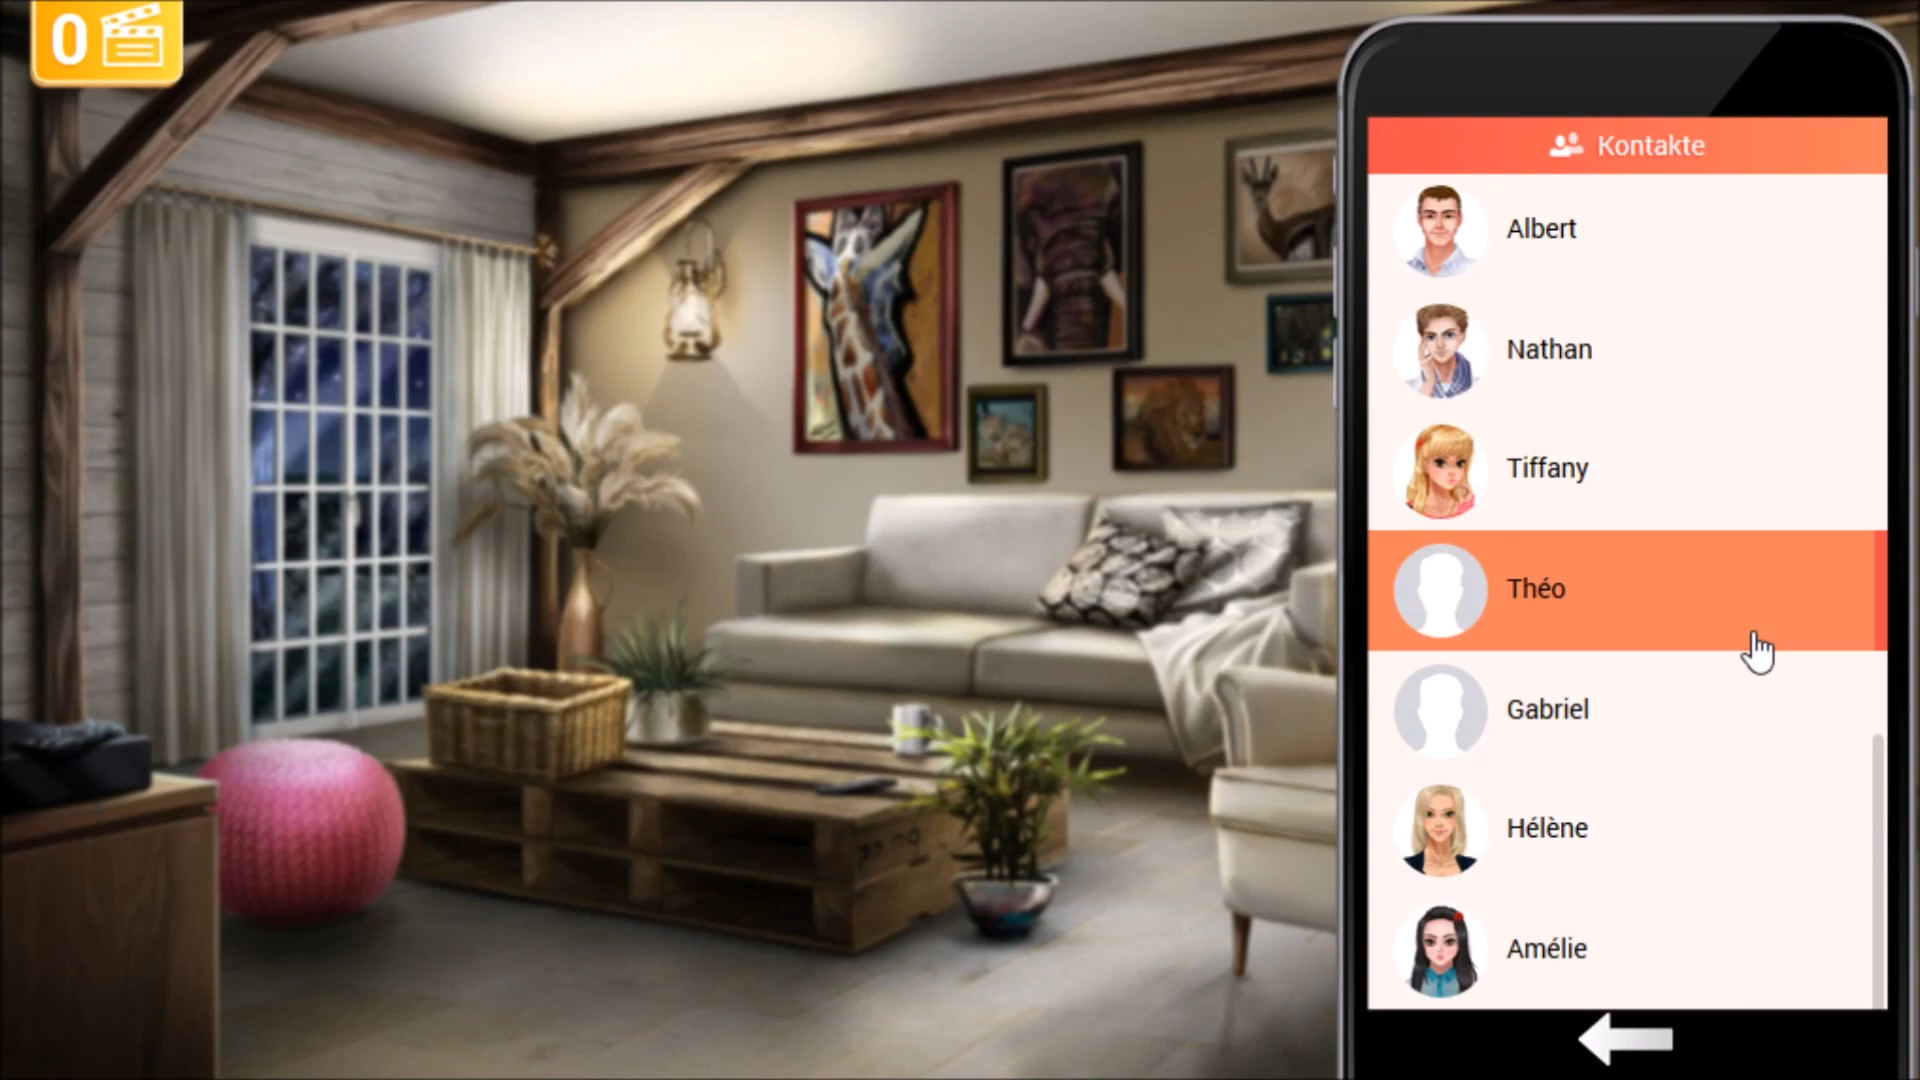 0
Kontakte
Albert
Nathan
Tiffany
Théo
Gabriel
Hélène
Amélie